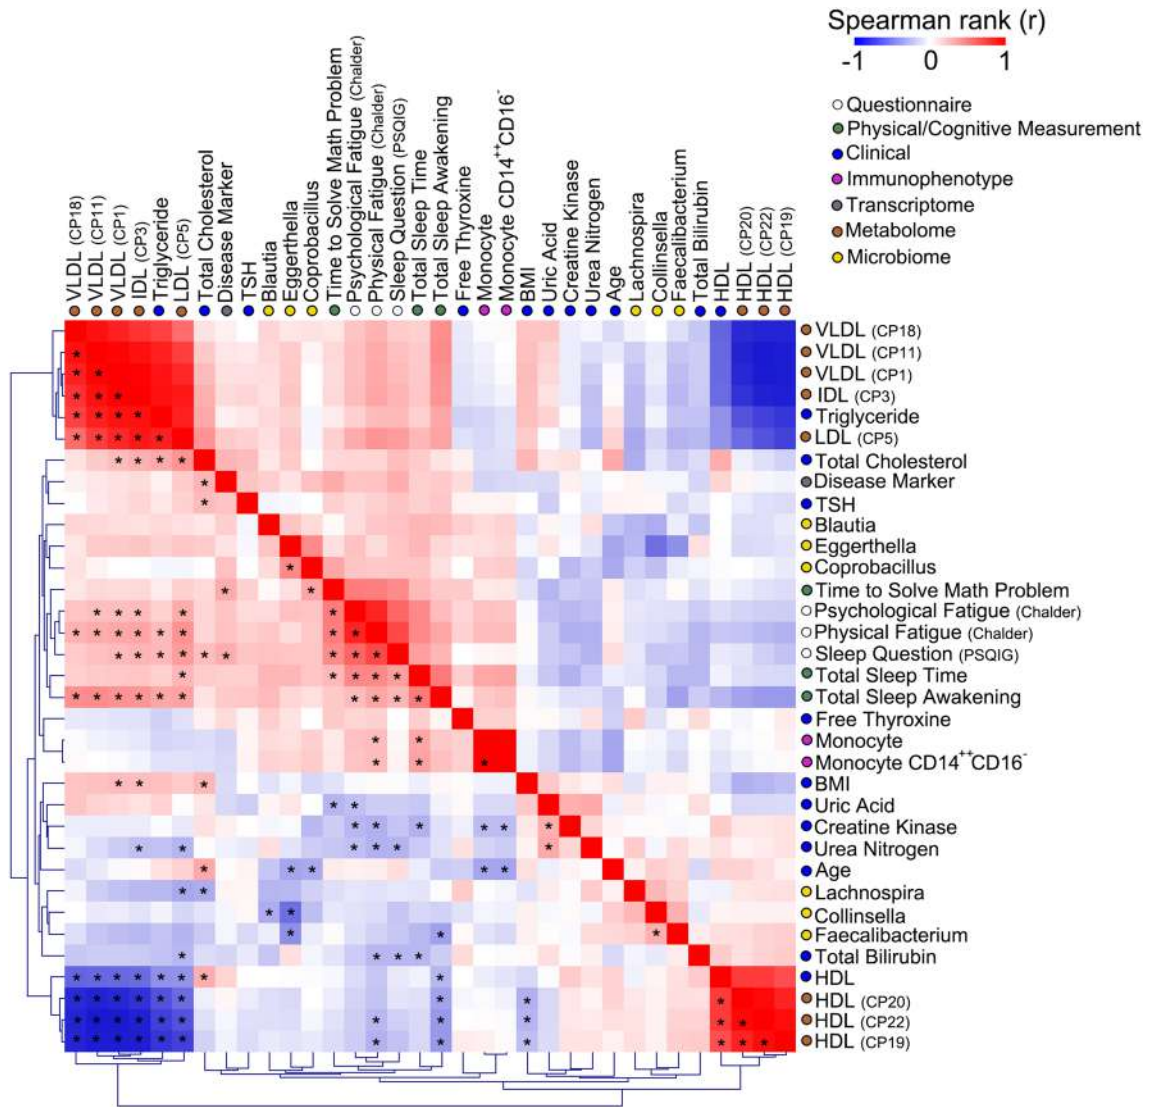 Spearman rank (r)
-1 0 1
Questionnaire
Physical/Cognitive Measurement
Clinical
Immunophenotype
Transcriptome
Metabolome
Microbiome
VLDL (CP18)
VLDL (CP11)
VLDL (CP1)
IDL (CP3)
Triglyceride
LDL (CP5)
Total Cholesterol
Disease Marker
TSH
Blautia
Eggerthella
Coprobacillus
Time to Solve Math Problem
Psychological Fatigue (Chalder)
Physical Fatigue (Chalder)
Sleep Question (PSQIG)
Total Sleep Time
Total Sleep Awakening
Free Thyroxine
Monocyte
Monocyte CD14++CD16-
BMI
Uric Acid
Creatine Kinase
Urea Nitrogen
Age
Lachnospira
Collinsella
Faecalibacterium
Total Bilirubin
HDL
HDL (CP20)
HDL (CP22)
HDL (CP19)
VLDL (CP18)
VLDL (CP11)
VLDL (CP1)
IDL (CP3)
Triglyceride
LDL (CP5)
Total Cholesterol
Disease Marker
TSH
Blautia
Eggerthella
Coprobacillus
Time to Solve Math Problem
Psychological Fatigue (Chalder)
Physical Fatigue (Chalder)
Sleep Question (PSQIG)
Total Sleep Time
Total Sleep Awakening
Free Thyroxine
Monocyte
Monocyte CD14++CD16-
BMI
Uric Acid
Creatine Kinase
Urea Nitrogen
Age
Lachnospira
Collinsella
Faecalibacterium
Total Bilirubin
HDL
HDL (CP20)
HDL (CP22)
HDL (CP19)